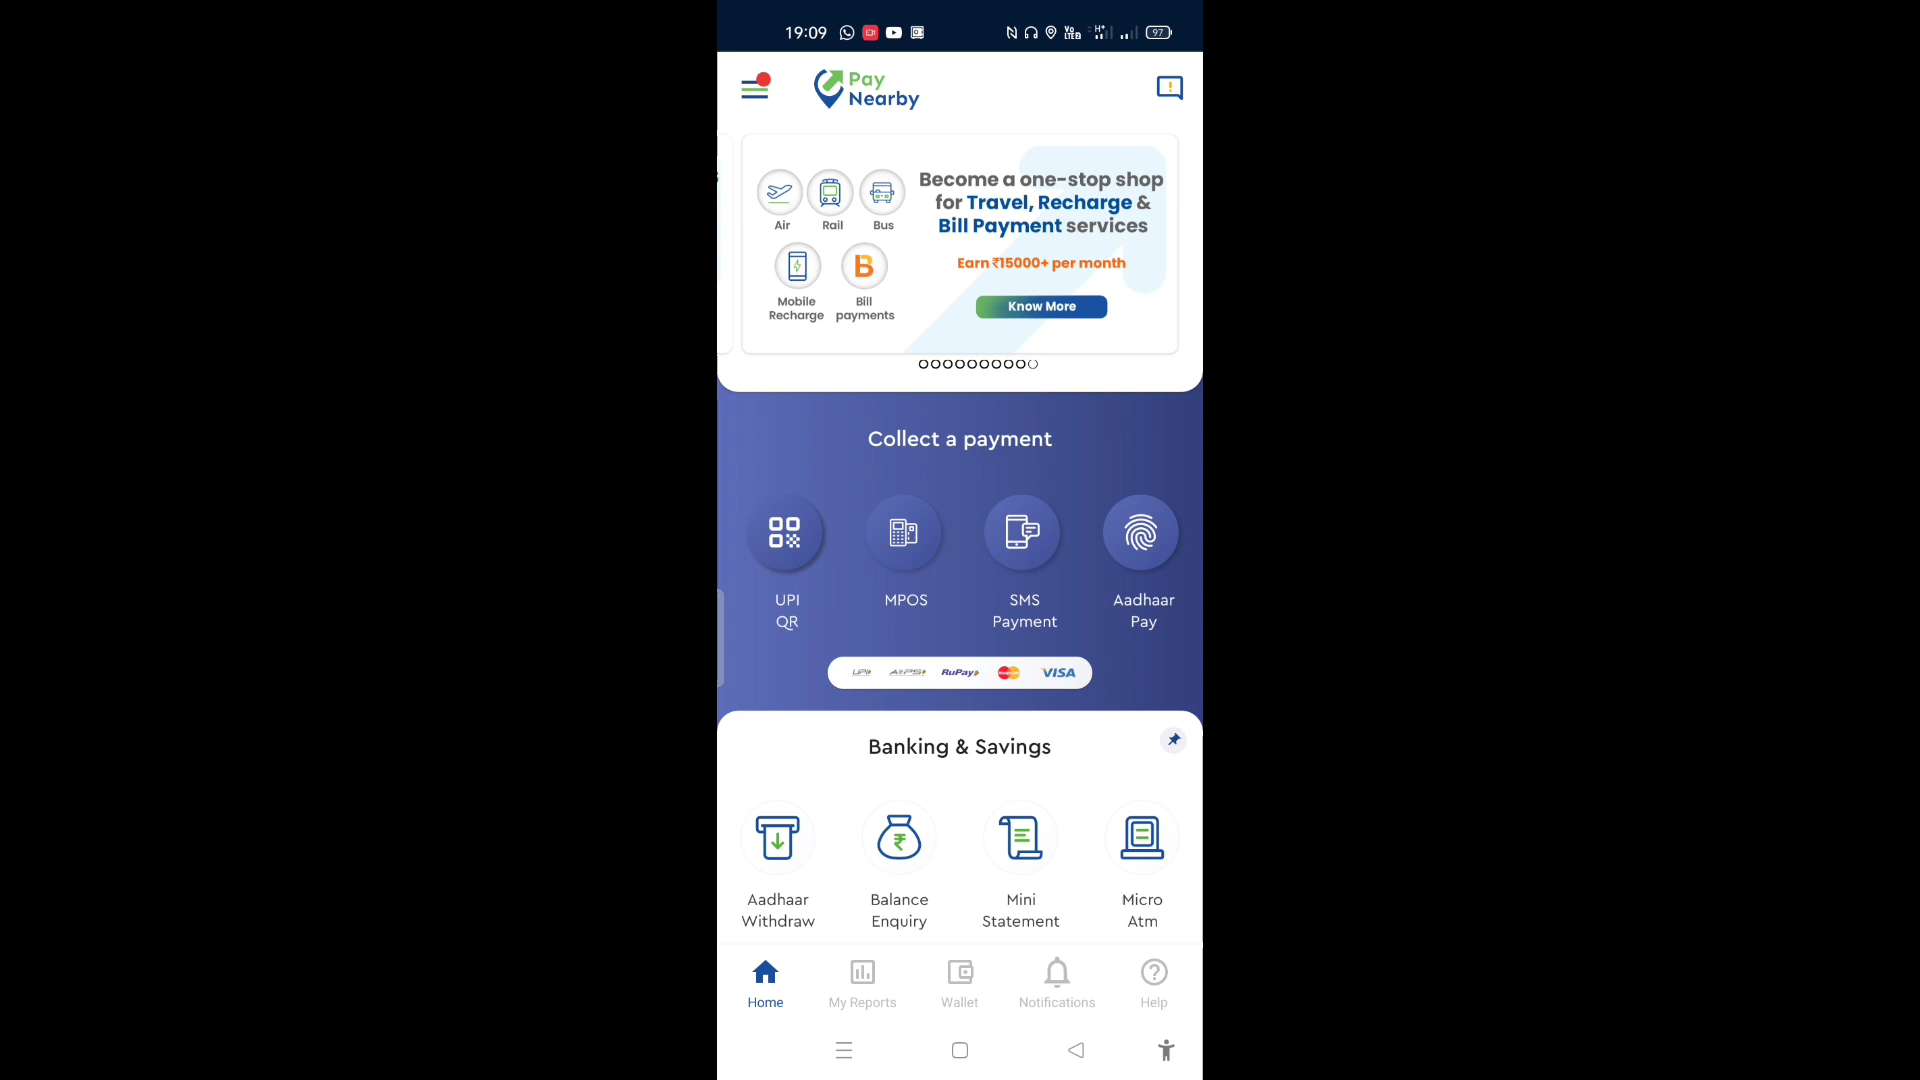 19:09
97
Pay
Nearby
Become a one-stop shop
for Travel, Recharge &
Bill Payment services
Earn ₹15000+ per month
Know More
Air Rail Bus
Mobile
Recharge
Bill
payments
Collect a payment
UPI
QR
MPOS
SMS
Payment
Aadhaar
Pay
UPI AEPS RuPay VISA
Banking & Savings
Aadhaar
Withdraw
Balance
Enquiry
Mini
Statement
Micro
Atm
Home My Reports Wallet Notifications Help